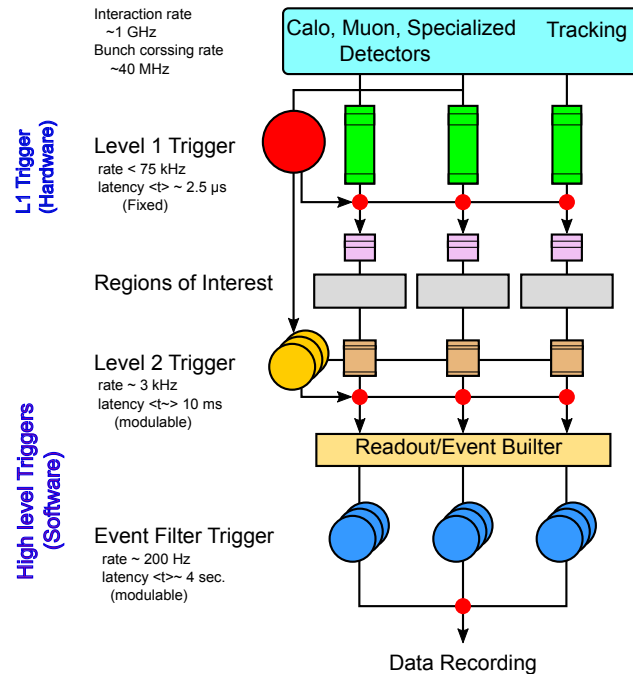 Interaction rate
~1 GHz
Bunch corssing rate
~40 MHz
Calo, Muon, Specialized
Detectors
Tracking
L1 Trigger
(Hardware)
Level 1 Trigger
rate < 75 kHz
latency <t> ~ 2.5 µs
(Fixed)
Regions of Interest
High level Triggers
(Software)
Level 2 Trigger
rate ~ 3 kHz
latency <t~> 10 ms
(modulable)
Readout/Event Builter
Event Filter Trigger
rate ~ 200 Hz
latency <t>~ 4 sec.
(modulable)
Data Recording